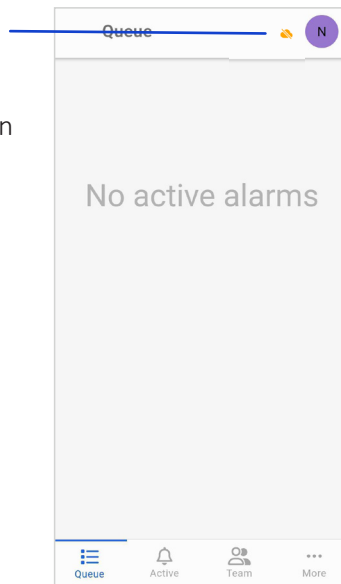 Queue
N
n
No active alarms
Queue
Active
Team
More